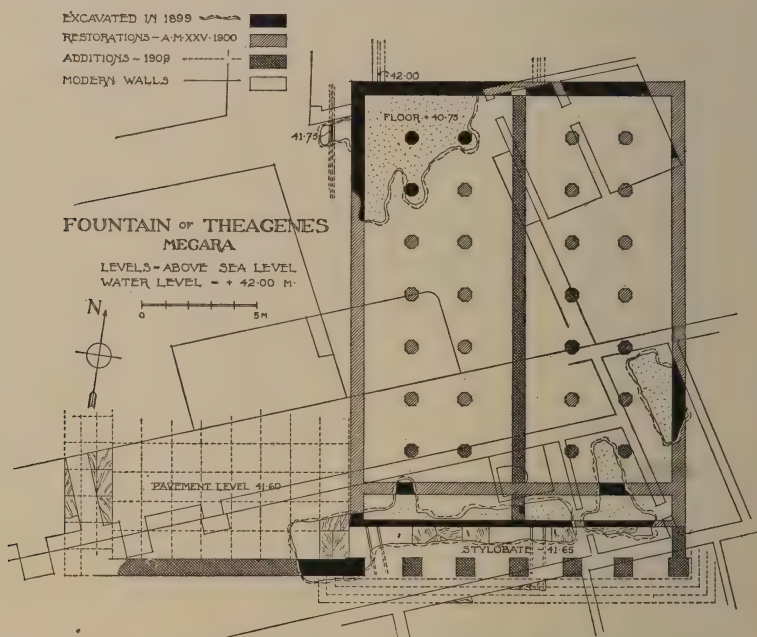 EXCAVATED IN 1899
RESTORATIONS - A·M·XXV·1900
ADDITIONS - 1909
MODERN WALLS
42·00
41·75
FLOOR + 40·75
FOUNTAIN OF THEAGENES
MEGARA
LEVELS = ABOVE SEA LEVEL
WATER LEVEL = + 42·00 M·
N
0 5M
PAVEMENT LEVEL 41·60
STYLOBATE - 41·65